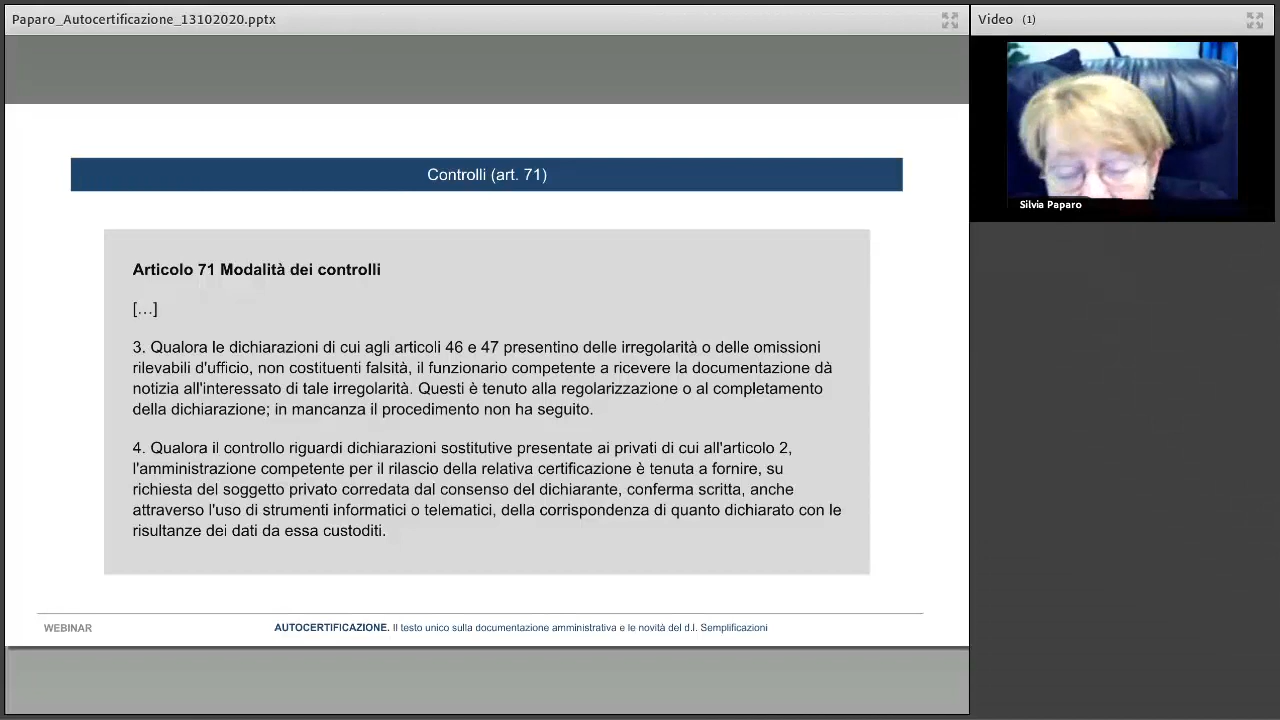 Paparo_Autocertificazione_13102020.pptx
Video (1)
Silvia Paparo
Controlli (art. 71)
Articolo 71 Modalità dei controlli
[…]
3. Qualora le dichiarazioni di cui agli articoli 46 e 47 presentino delle irregolarità o delle omissioni
rilevabili d'ufficio, non costituenti falsità, il funzionario competente a ricevere la documentazione dà
notizia all'interessato di tale irregolarità. Questi è tenuto alla regolarizzazione o al completamento
della dichiarazione; in mancanza il procedimento non ha seguito.
4. Qualora il controllo riguardi dichiarazioni sostitutive presentate ai privati di cui all'articolo 2,
l'amministrazione competente per il rilascio della relativa certificazione è tenuta a fornire, su
richiesta del soggetto privato corredata dal consenso del dichiarante, conferma scritta, anche
attraverso l'uso di strumenti informatici o telematici, della corrispondenza di quanto dichiarato con le
risultanze dei dati da essa custoditi.
WEBINAR
AUTOCERTIFICAZIONE. Il testo unico sulla documentazione amministrativa e le novità del d.l. Semplificazioni